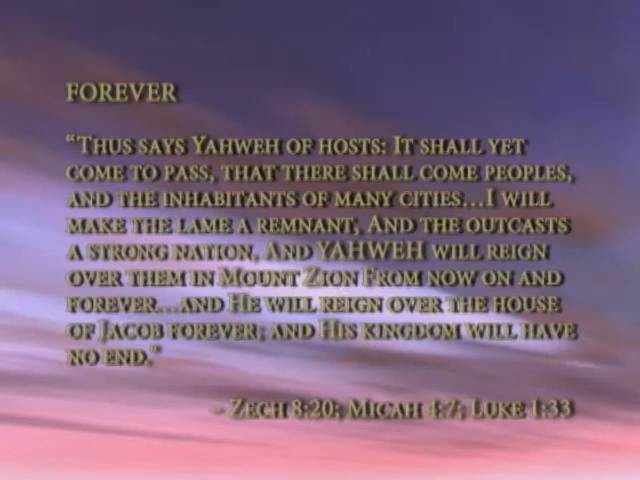 FOREVER
“THUS SAYS YAHWEH OF HOSTS: IT SHALL YET
COME TO PASS, THAT THERE SHALL COME PEOPLES,
AND THE INHABITANTS OF MANY CITIES...I WILL
MAKE THE LAME A REMNANT, AND THE OUTCASTS
A STRONG NATION, AND YAHWEH WILL REIGN
OVER THEM IN MOUNT ZION FROM NOW ON AND
FOREVER...AND HE WILL REIGN OVER THE HOUSE
OF JACOB FOREVER; AND HIS KINGDOM WILL HAVE
NO END.”
– ZECH 8:20; MICAH 4:7; LUKE 1:33